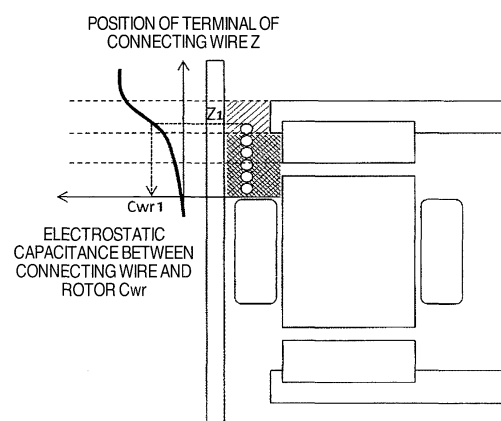 POSITION OF TERMINAL OF
CONNECTING WIRE Z
Z1
Cwr1
ELECTROSTATIC
CAPACITANCE BETWEEN
CONNECTING WIRE AND
ROTOR Cwr